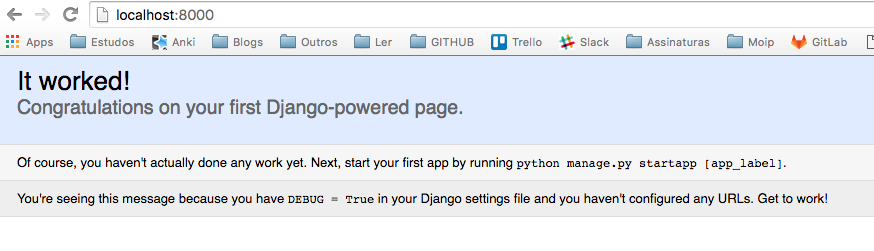 localhost:8000
Apps Estudos Anki Blogs Outros Ler GITHUB Trello Slack Assinaturas Moip GitLab
It worked!
Congratulations on your first Django-powered page.
Of course, you haven't actually done any work yet. Next, start your first app by running python manage.py startapp [app_label].
You're seeing this message because you have DEBUG = True in your Django settings file and you haven't configured any URLs. Get to work!